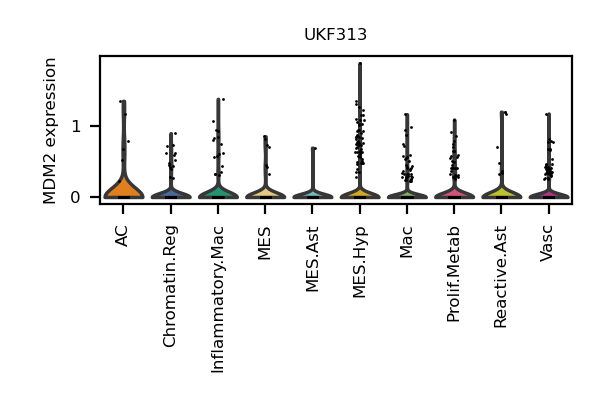 UKF313
MDM2 expression
1
0
AC
Chromatin.Reg
Inflammatory.Mac
MES
MES.Ast
MES.Hyp
Mac
Prolif.Metab
Reactive.Ast
Vasc